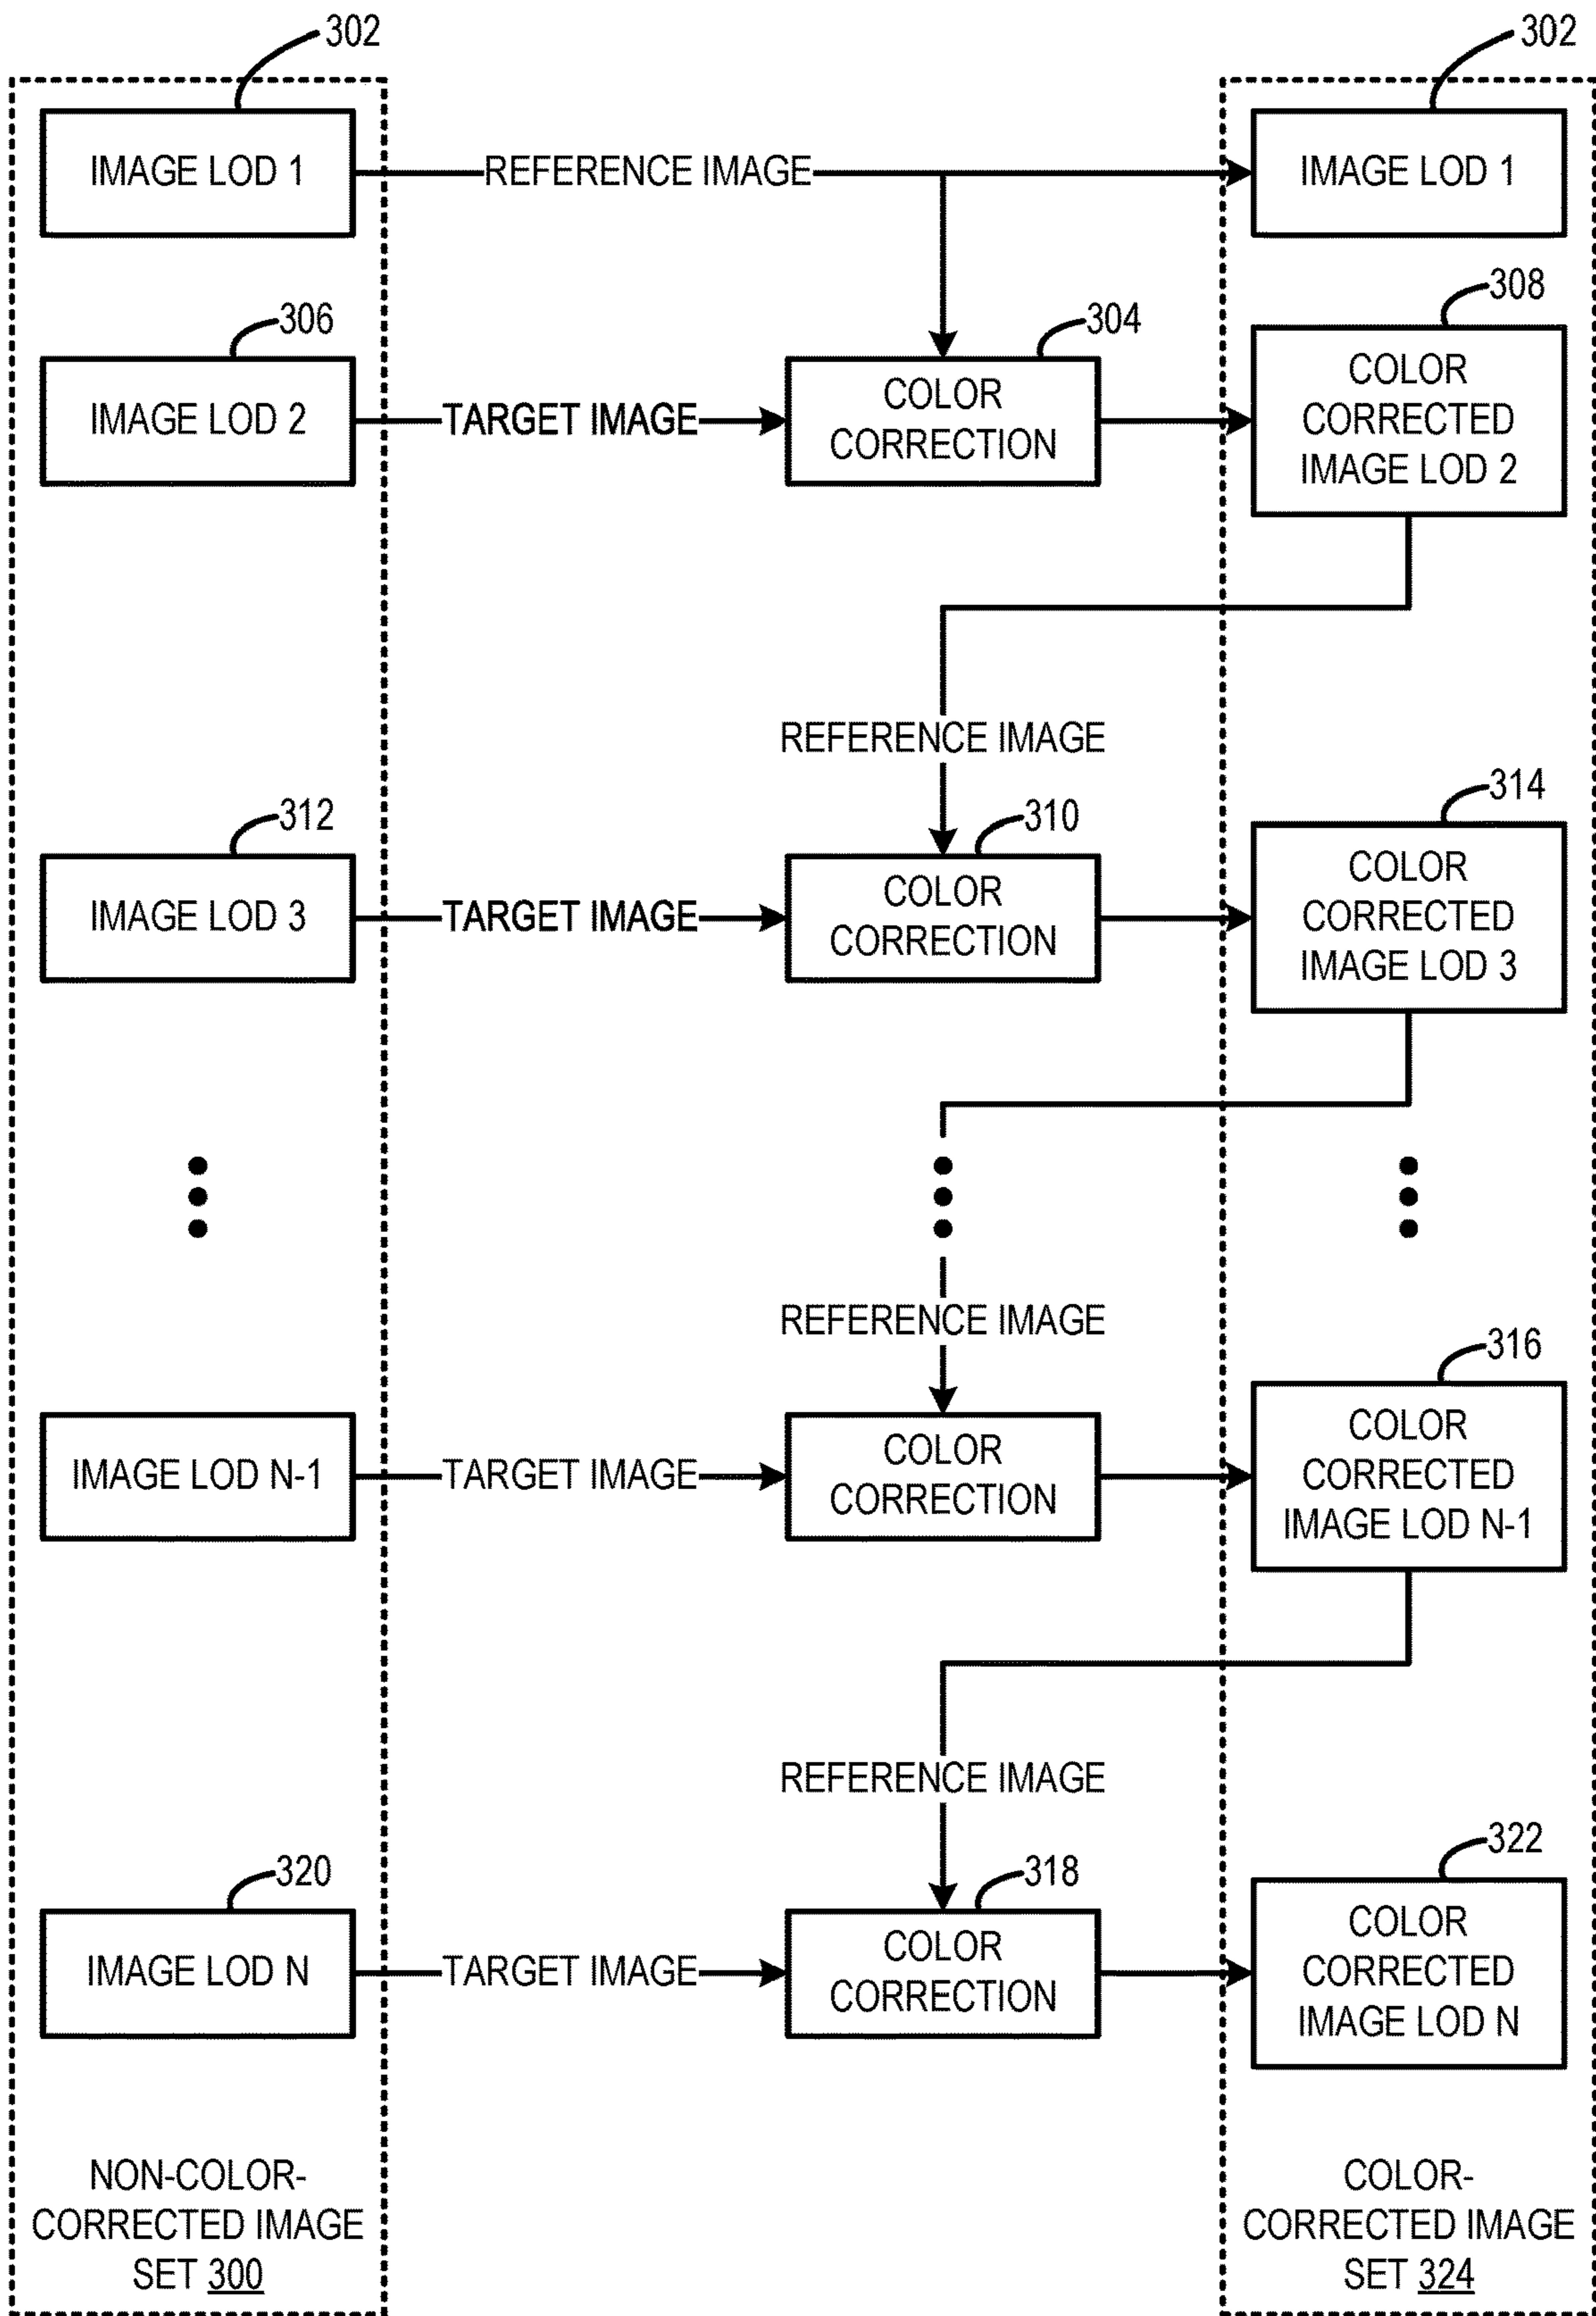 302
302
IMAGE LOD 1
REFERENCE IMAGE
IMAGE LOD 1
306
304
308
IMAGE LOD 2
TARGET IMAGE
COLOR
CORRECTION
COLOR
CORRECTED
IMAGE LOD 2
REFERENCE IMAGE
312
310
314
IMAGE LOD 3
TARGET IMAGE
COLOR
CORRECTION
COLOR
CORRECTED
IMAGE LOD 3
REFERENCE IMAGE
316
IMAGE LOD N-1
TARGET IMAGE
COLOR
CORRECTION
COLOR
CORRECTED
IMAGE LOD N-1
REFERENCE IMAGE
320
318
322
IMAGE LOD N
TARGET IMAGE
COLOR
CORRECTION
COLOR
CORRECTED
IMAGE LOD N
NON-COLOR-
CORRECTED IMAGE
SET 300
COLOR-
CORRECTED IMAGE
SET 324